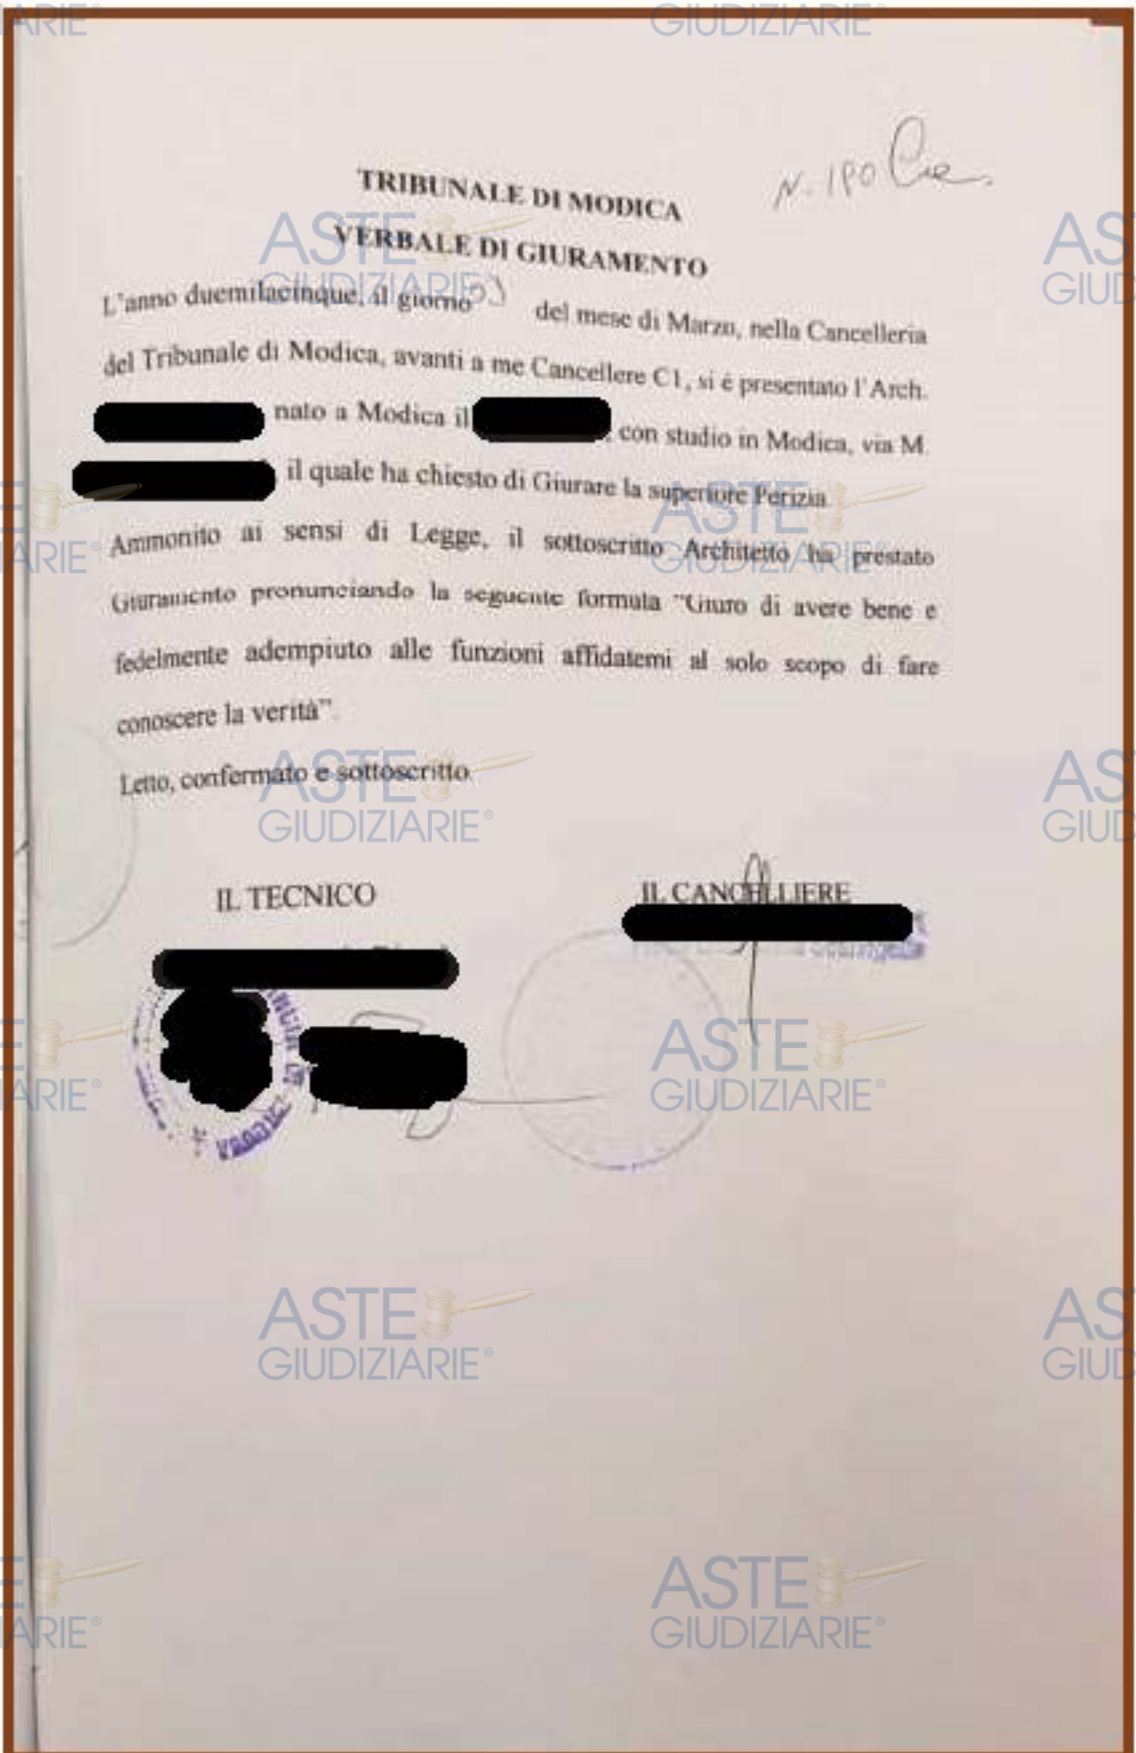 N. 180
TRIBUNALE DI MODICA
VERBALE DI GIURAMENTO
L'anno duemilacinque, il giorno del mese di Marzo, nella Cancelleria
del Tribunale di Modica, avanti a me Cancellere C1, si é presentato l'Arch.
nato a Modica il , con studio in Modica, via M.
il quale ha chiesto di Giurare la superiore Perizia
Ammonito ai sensi di Legge, il sottoscritto Architetto ha prestato
Giuramento pronunciando la seguente formula "Giuro di avere bene e
fedelmente adempiuto alle funzioni affidatemi al solo scopo di fare
conoscere la verità".
Letto, confermato e sottoscritto.
IL TECNICO
IL CANCELLIERE
ASTE GIUDIZIARIE®